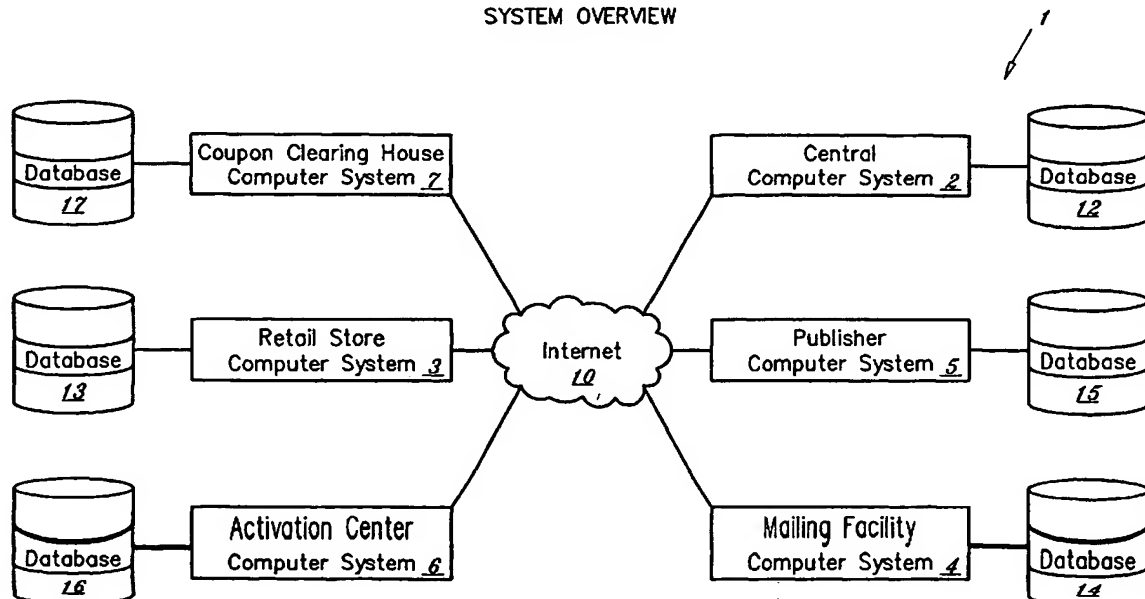 SYSTEM OVERVIEW
1
Database
17
Coupon Clearing House
Computer System 7
Central
Computer System 2
Database
12
Database
13
Retail Store
Computer System 3
Internet
10
Publisher
Computer System 5
Database
15
Database
16
Activation Center
Computer System 6
Mailing Facility
Computer System 4
Database
14